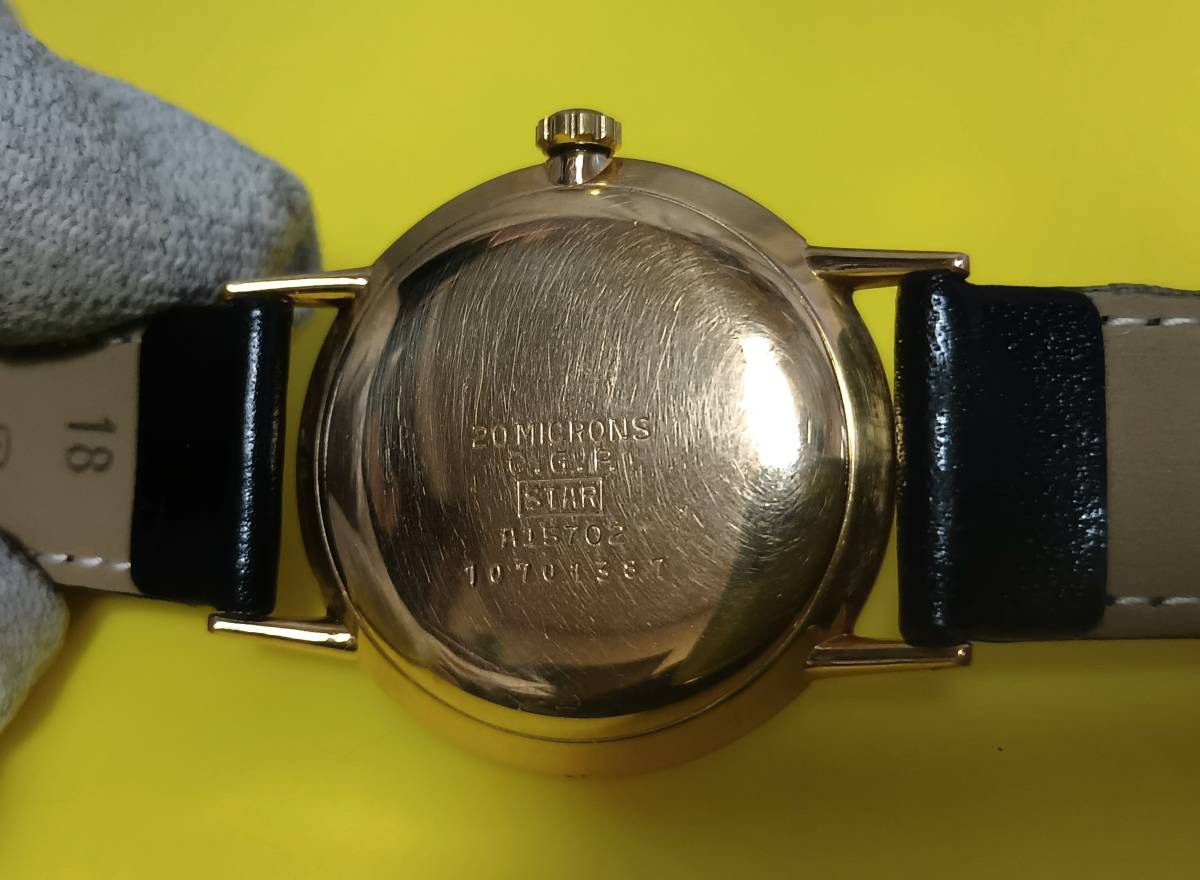 20 MICRONS
C.G.P.
STAR
A15702
10701387
18